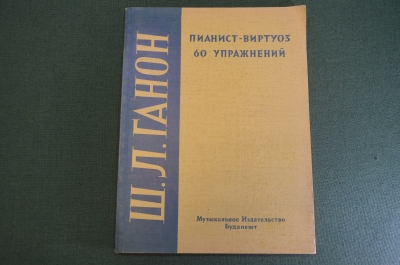 Ш.Л.ГАНОН
ПИАНИСТ-ВИРТУОЗ
60 УПРАЖНЕНИЙ
Музыкальное Издательство
Будапешт